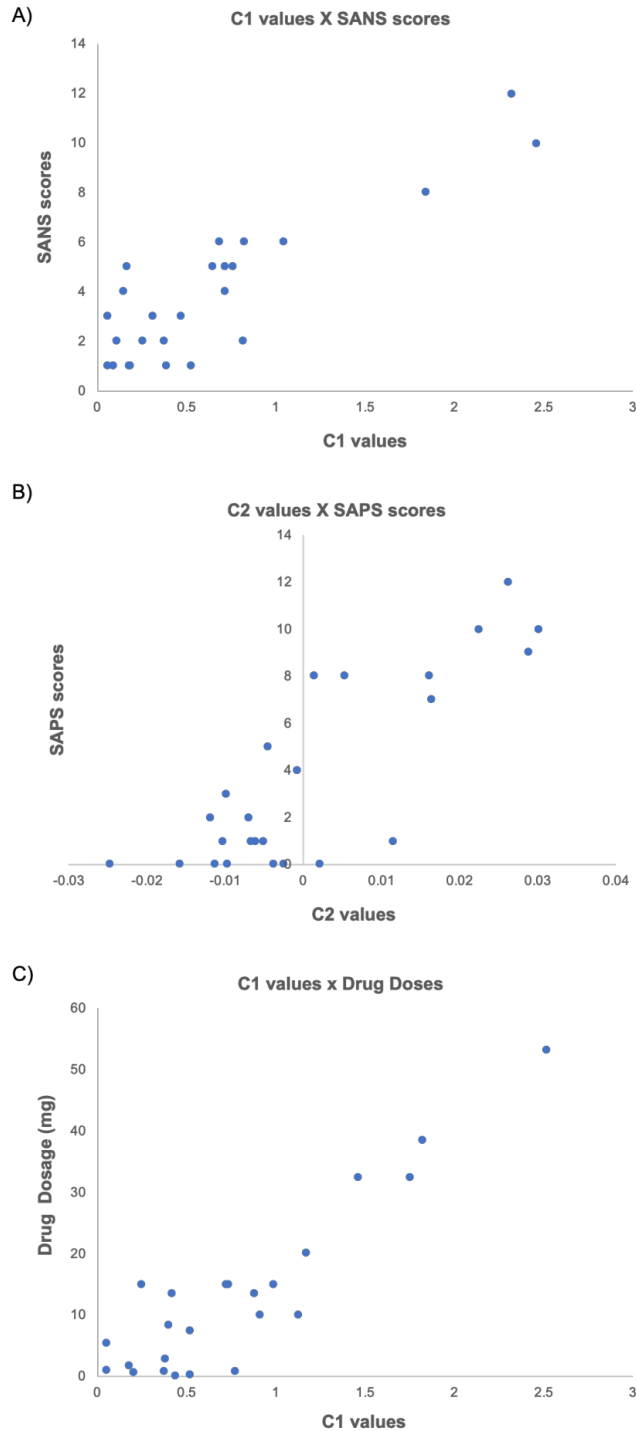 A)
C1 values X SANS scores
14
12
10
8
6
4
2
0
SANS scores
0 0.5 1 1.5 2 2.5 3
C1 values
B)
C2 values X SAPS scores
14
12
10
8
6
4
2
0
SAPS scores
-0.03 -0.02 -0.01 0 0.01 0.02 0.03 0.04
C2 values
C)
C1 values x Drug Doses
60
50
40
30
20
10
0
Drug Dosage (mg)
0 0.5 1 1.5 2 2.5 3
C1 values